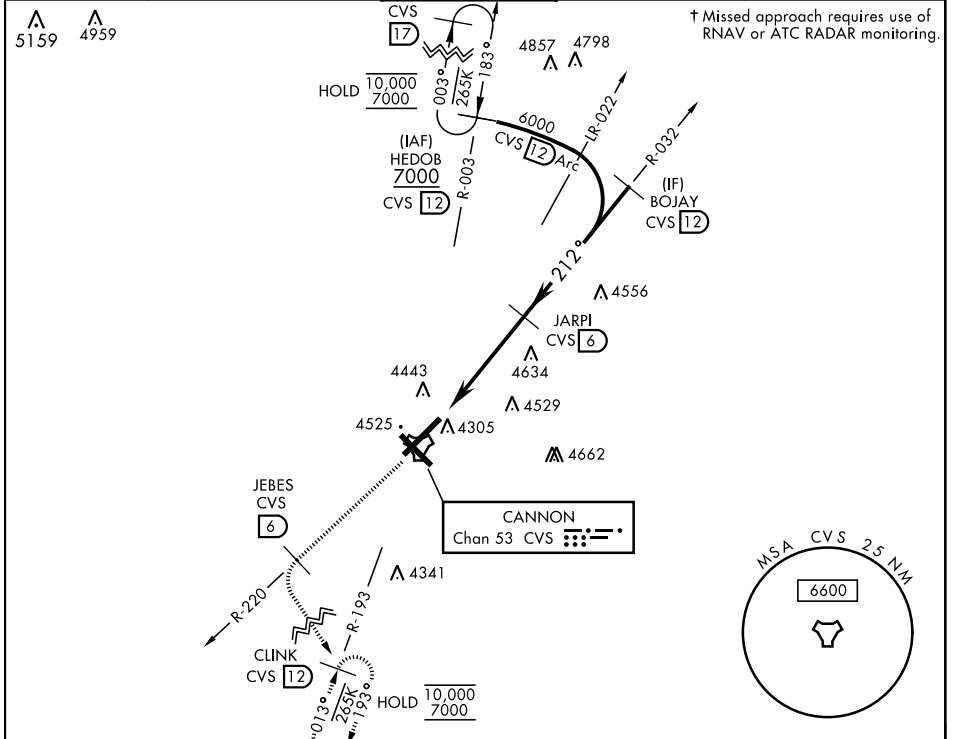 5159
4959
CVS
17
† Missed approach requires use of
RNAV or ATC RADAR monitoring.
4857
4798
HOLD 10,000
7000
003°
265K
183°
6000
CVS 12 Arc
LR-022
R-032
(IAF)
HEDOB
7000
CVS 12
R-003
(IF)
BOJAY
CVS 12
212°
4556
JARPI
CVS 6
4634
4443
4529
4525
4305
4662
JEBES
CVS
6
CANNON
Chan 53 CVS
4341
R-220
R-193
CLINK
CVS 12
013°
265K
193°
HOLD 10,000
7000
MSA CVS 25 NM
6600